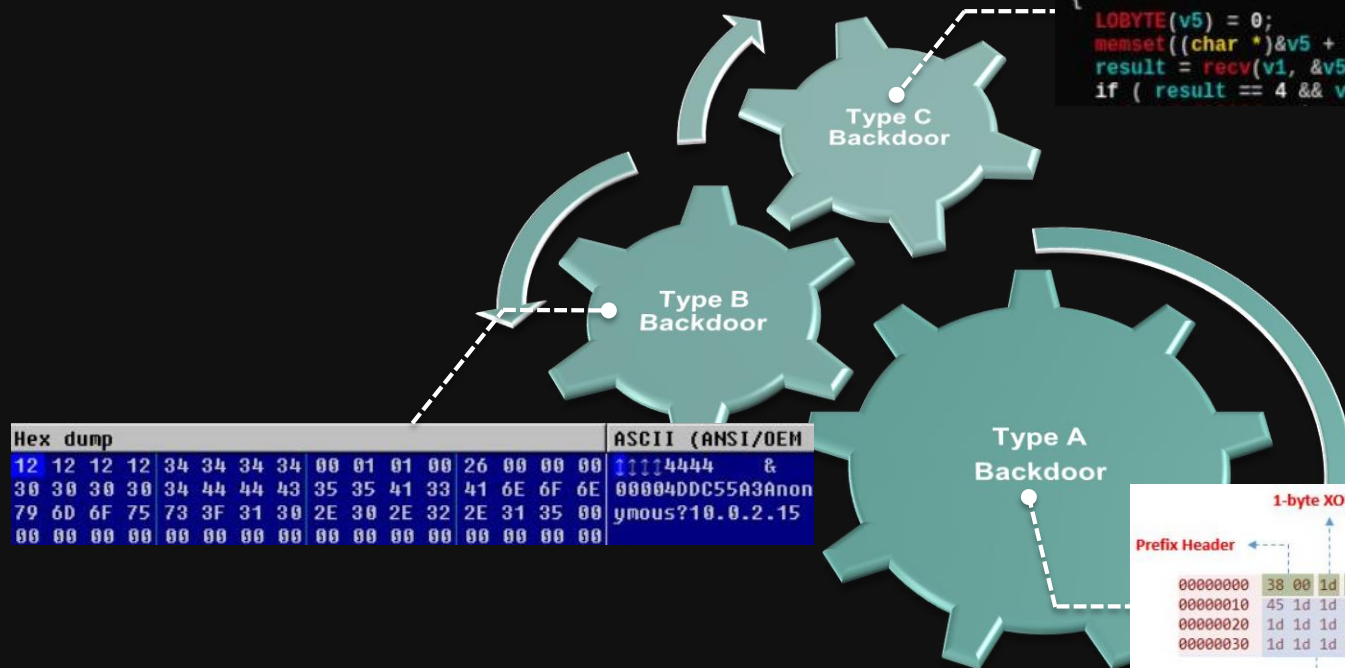 {
LOBYTE(v5) = 0;
memset((char *)&v5 +
result = recv(v1, &v5
if ( result == 4 && v
Type C
Backdoor
Type B
Backdoor
Type A
Backdoor
Hex dump ASCII (ANSI/OEM
12 12 12 12 34 34 34 34 00 01 01 00 26 00 00 00 ↕↕↕↕4444 &
30 30 30 30 34 44 44 43 35 35 41 33 41 6E 6F 6E 00004DDC55A3Anon
79 6D 6F 75 73 3F 31 30 2E 30 2E 32 2E 31 35 00 ymous?10.0.2.15
00 00 00 00 00 00 00 00 00 00 00 00 00 00 00 00
1-byte XO
Prefix Header
00000000 38 00 1d
00000010 45 1d 1d
00000020 1d 1d 1d
00000030 1d 1d 1d